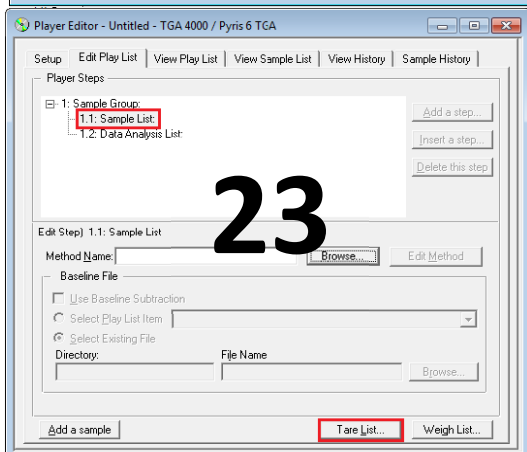 Player Editor - Untitled - TGA 4000 / Pyris 6 TGA
Setup Edit Play List View Play List View Sample List View History Sample History
Player Steps
1: Sample Group:
1.1: Sample List:
1.2: Data Analysis List:
Add a step...
Insert a step...
Delete this step
23
Edit Step) 1.1: Sample List
Method Name: Browse... Edit Method
Baseline File
Use Baseline Subtraction
Select Play List Item
Select Existing File
Directory: File Name
Browse...
Add a sample Tare List... Weigh List...